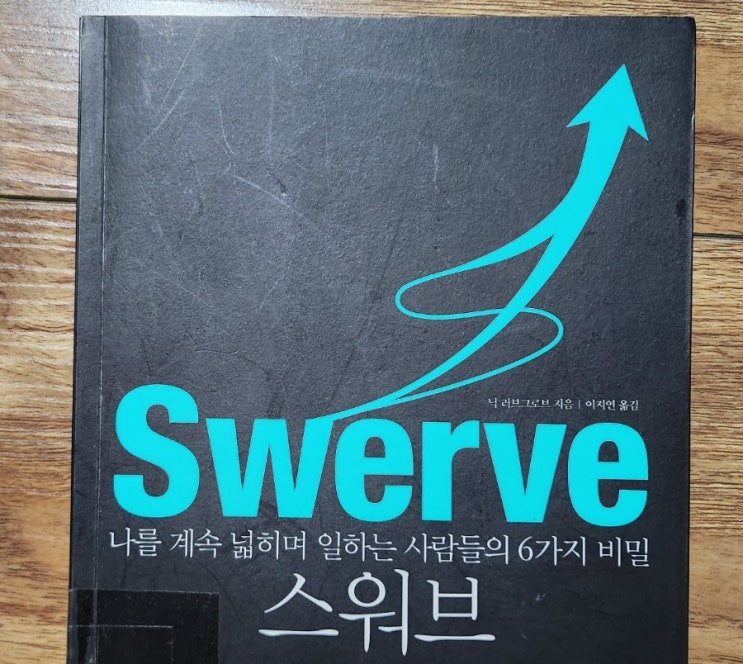 닉 러브그로브 지음 | 이지연 옮김
Swerve
나를 계속 넓히며 일하는 사람들의 6가지 비밀
스워브